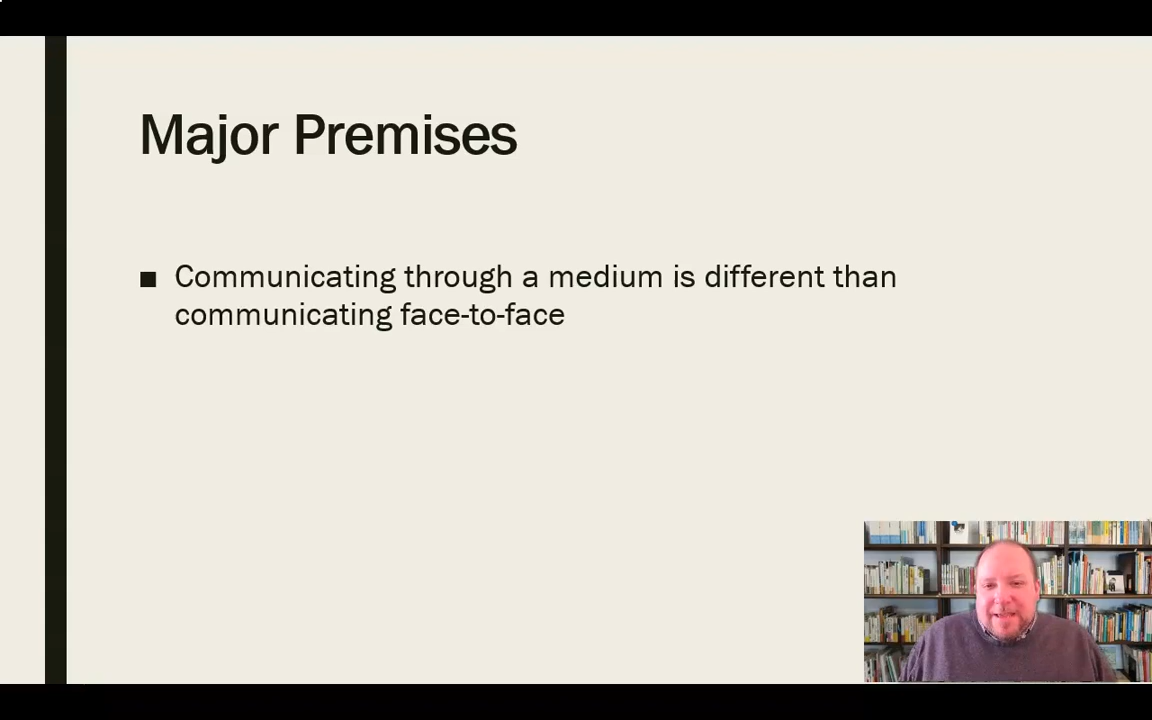 Major Premises
Communicating through a medium is different than
communicating face-to-face